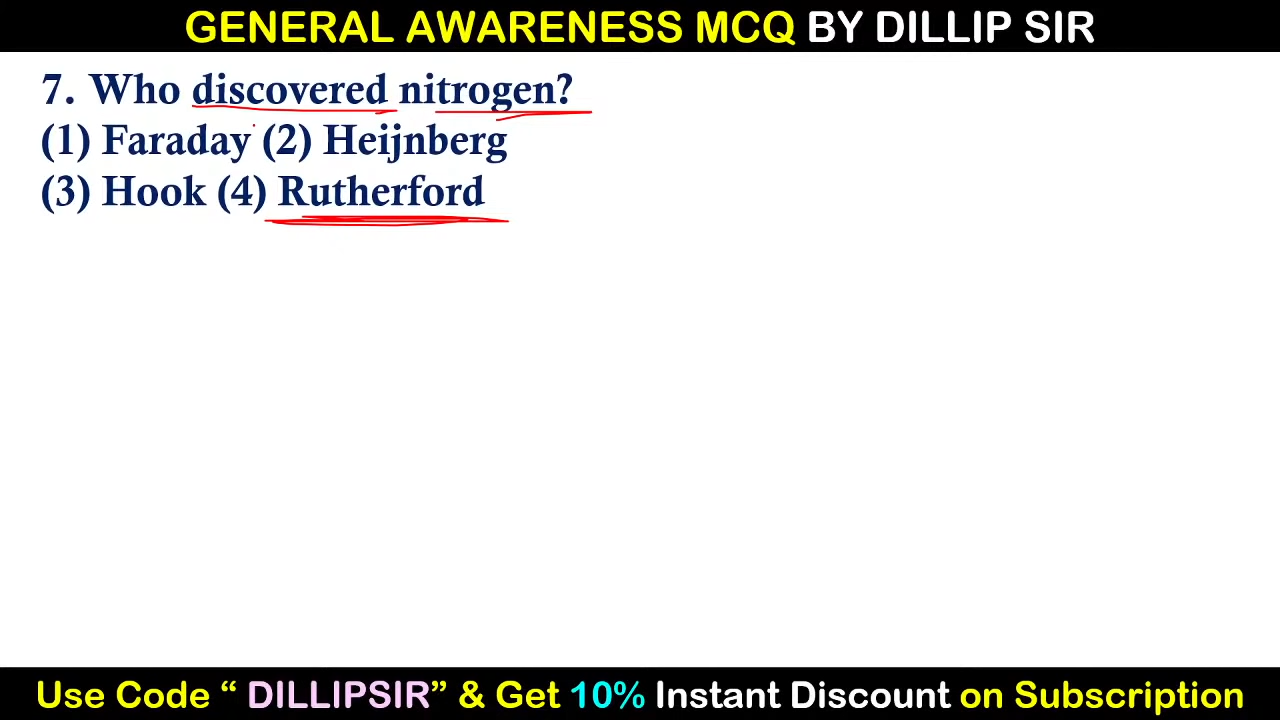 GENERAL AWARENESS MCQ BY DILLIP SIR
7. Who discovered nitrogen?
(1) Faraday (2) Heijnberg
(3) Hook (4) Rutherford
Use Code “ DILLIPSIR” & Get 10% Instant Discount on Subscription